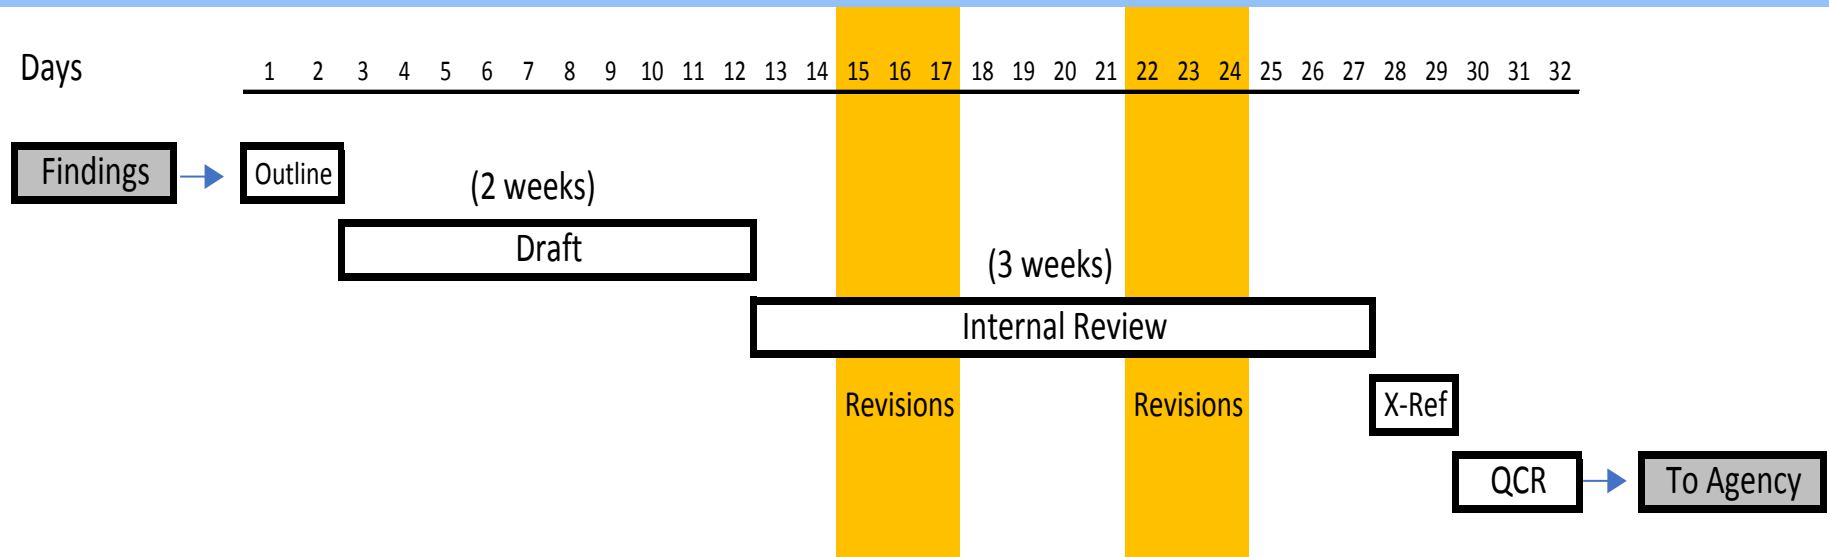 Days 1 2 3 4 5 6 7 8 9 10 11 12 13 14 15 16 17 18 19 20 21 22 23 24 25 26 27 28 29 30 31 32
Findings Outline
(2 weeks)
Draft
(3 weeks)
Internal Review
Revisions Revisions X-Ref
QCR To Agency